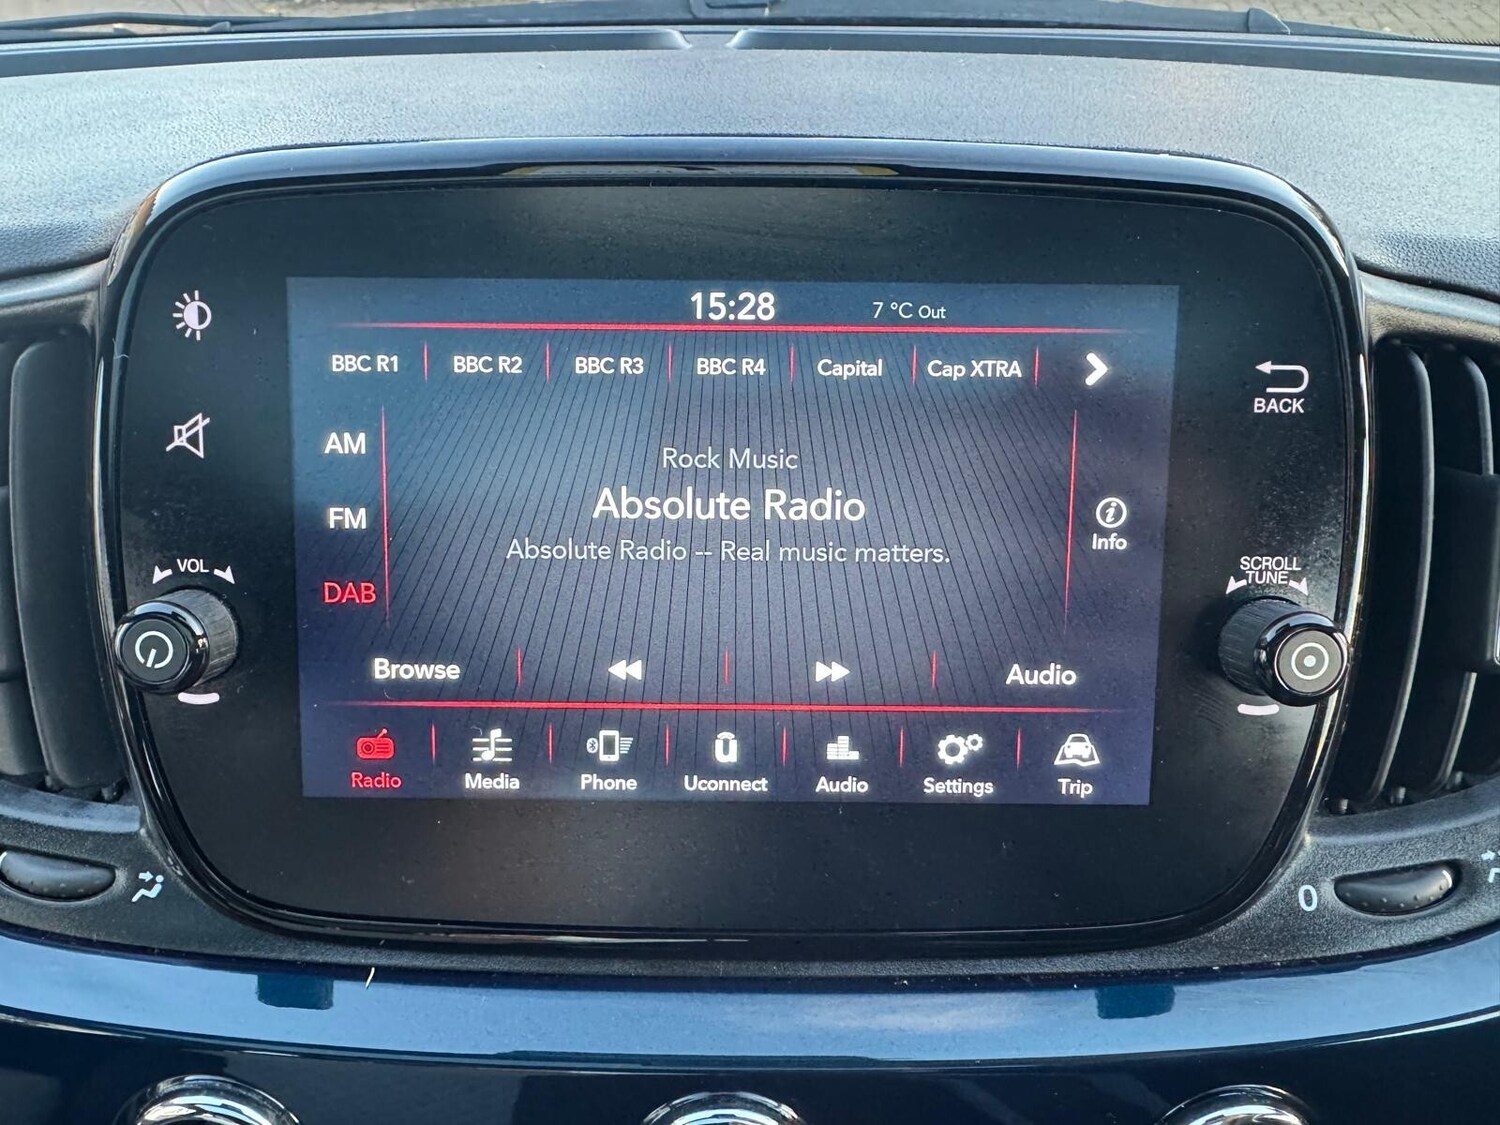 15:28 7 °C Out
BBC R1 BBC R2 BBC R3 BBC R4 Capital Cap XTRA
BACK
AM
Rock Music
Absolute Radio
FM
Info
Absolute Radio -- Real music matters.
VOL
SCROLL
TUNE
DAB
Browse Audio
Radio Media Phone Uconnect Audio Settings Trip
0